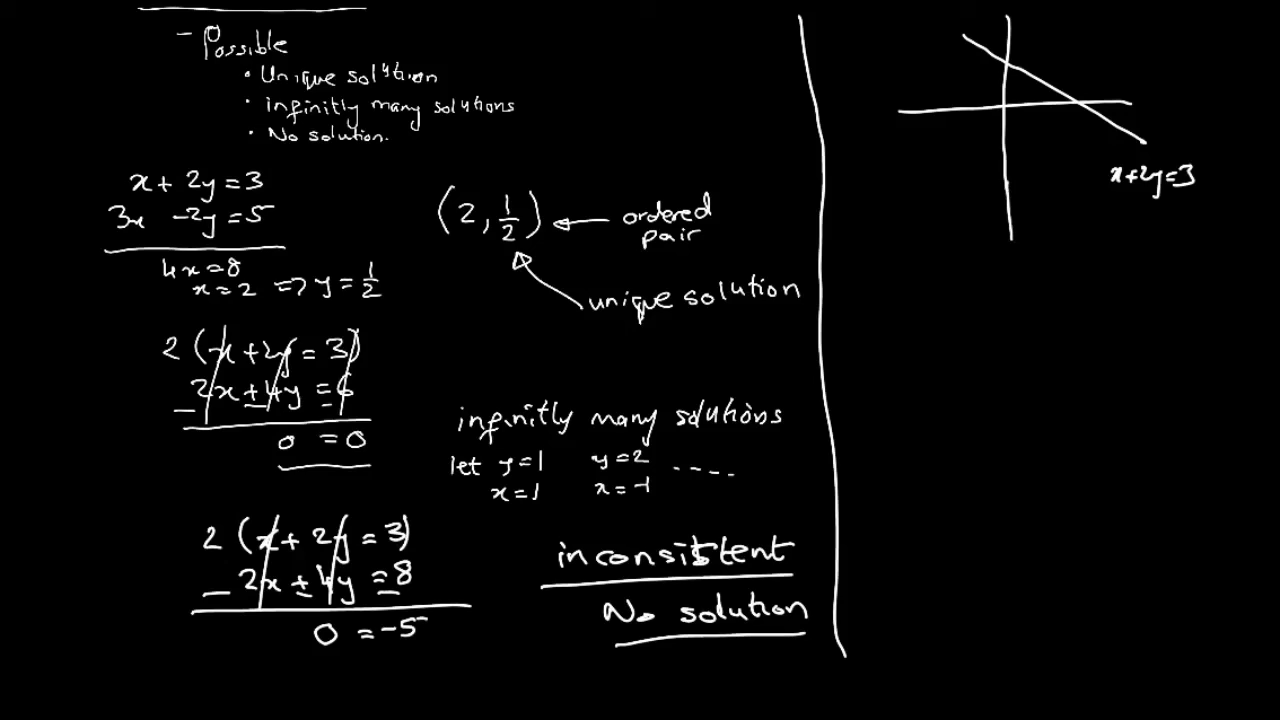 - Possible
• Unique solution
• infinitly many solutions
• No solution.
x + 2y = 3
3x - 2y = 5
4x = 8
x = 2 => y = 1/2
(2, 1/2) ← ordered pair
unique solution
2 (x + 2y = 3)
- 2x + 4y = 6
0 = 0
infinitly many solutions
let y = 1 y = 2 ----
x = 1 x = -1
2 (x + 2y = 3)
- 2x + 4y = 8
0 = -5
inconsistent
No solution
x + 2y = 3